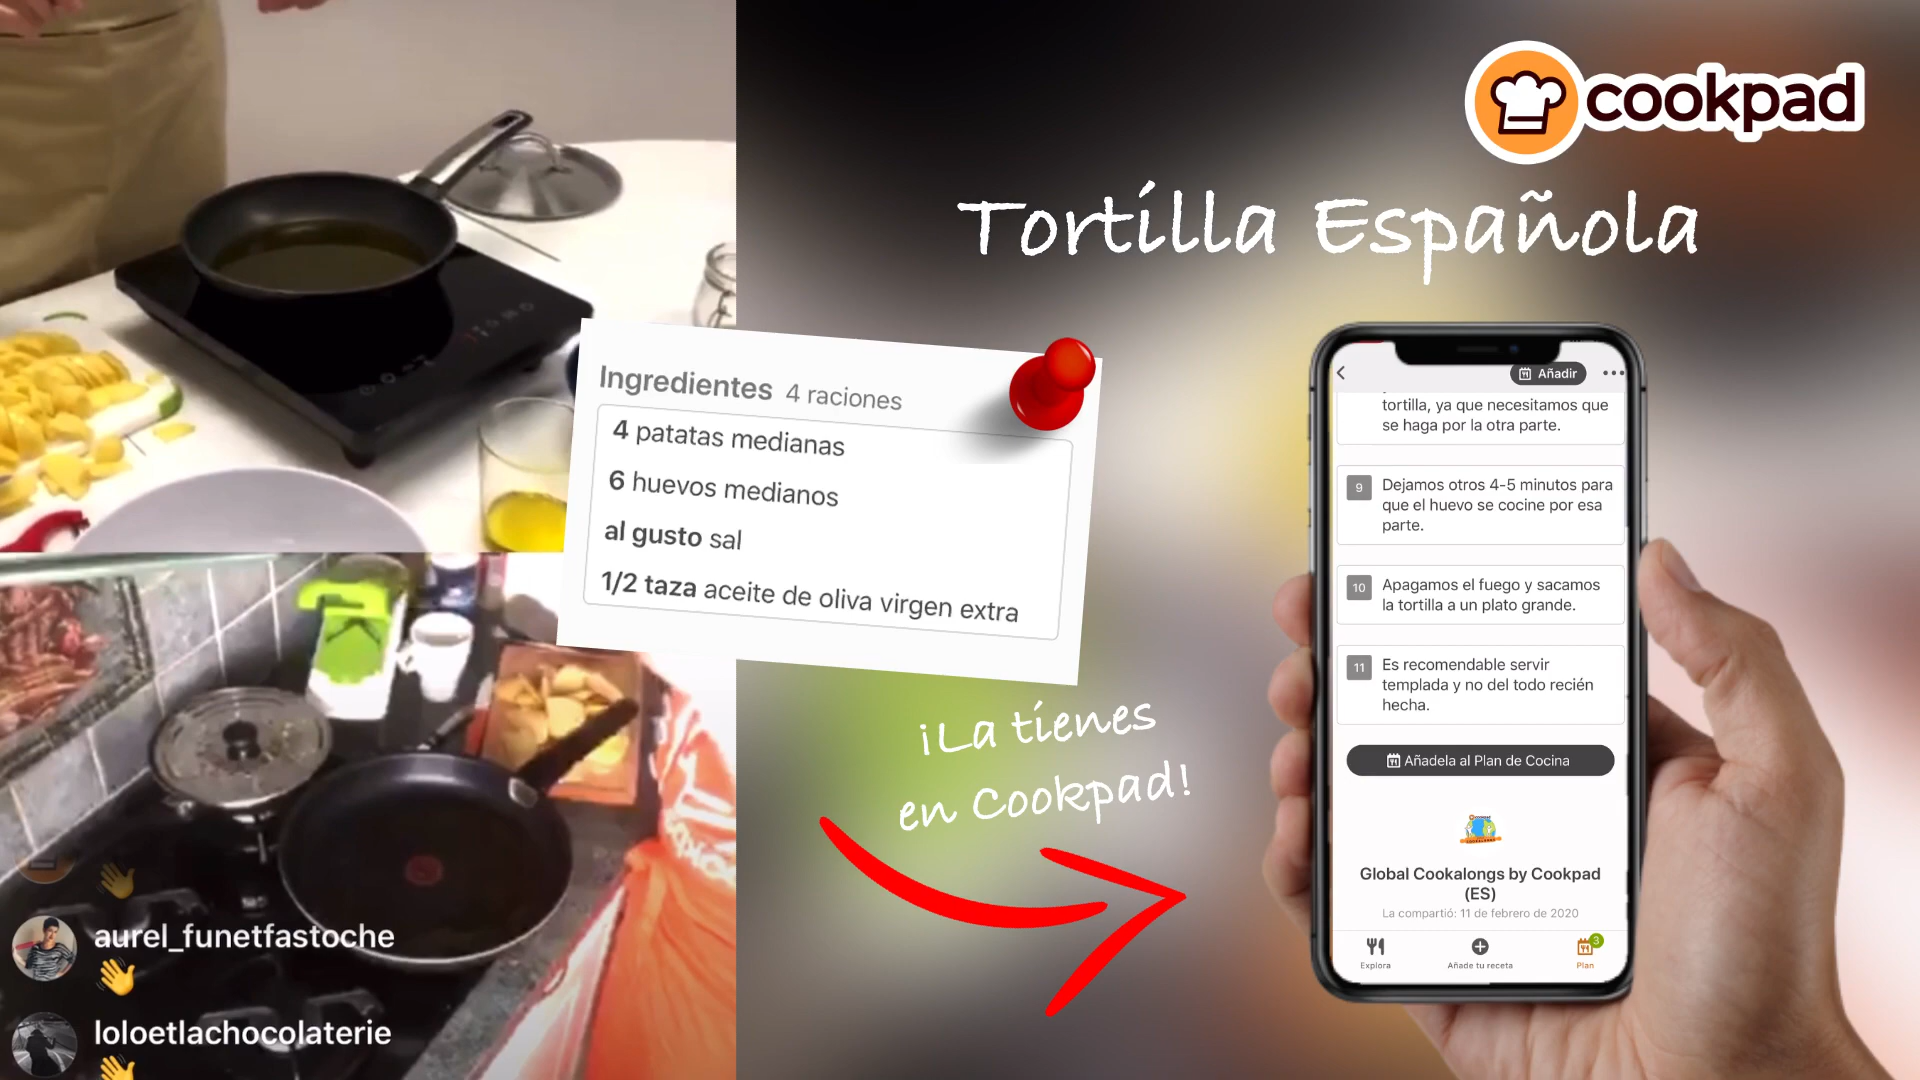 cookpad
Tortilla Española
Ingredientes 4 raciones
4 patatas medianas
6 huevos medianos
al gusto sal
1/2 taza aceite de oliva virgen extra
¡La tienes
en Cookpad!
Añadir
tortilla, ya que necesitamos que
se haga por la otra parte.
9 Dejamos otros 4-5 minutos para
que el huevo se cocine por esa
parte.
10 Apagamos el fuego y sacamos
la tortilla a un plato grande.
11 Es recomendable servir
templada y no del todo recién
hecha.
Añadela al Plan de Cocina
Global Cookalongs by Cookpad
(ES)
La compartió: 11 de febrero de 2020
3
Explora Añade tu receta Plan
aurel_funetfastoche
loloetlachocolaterie